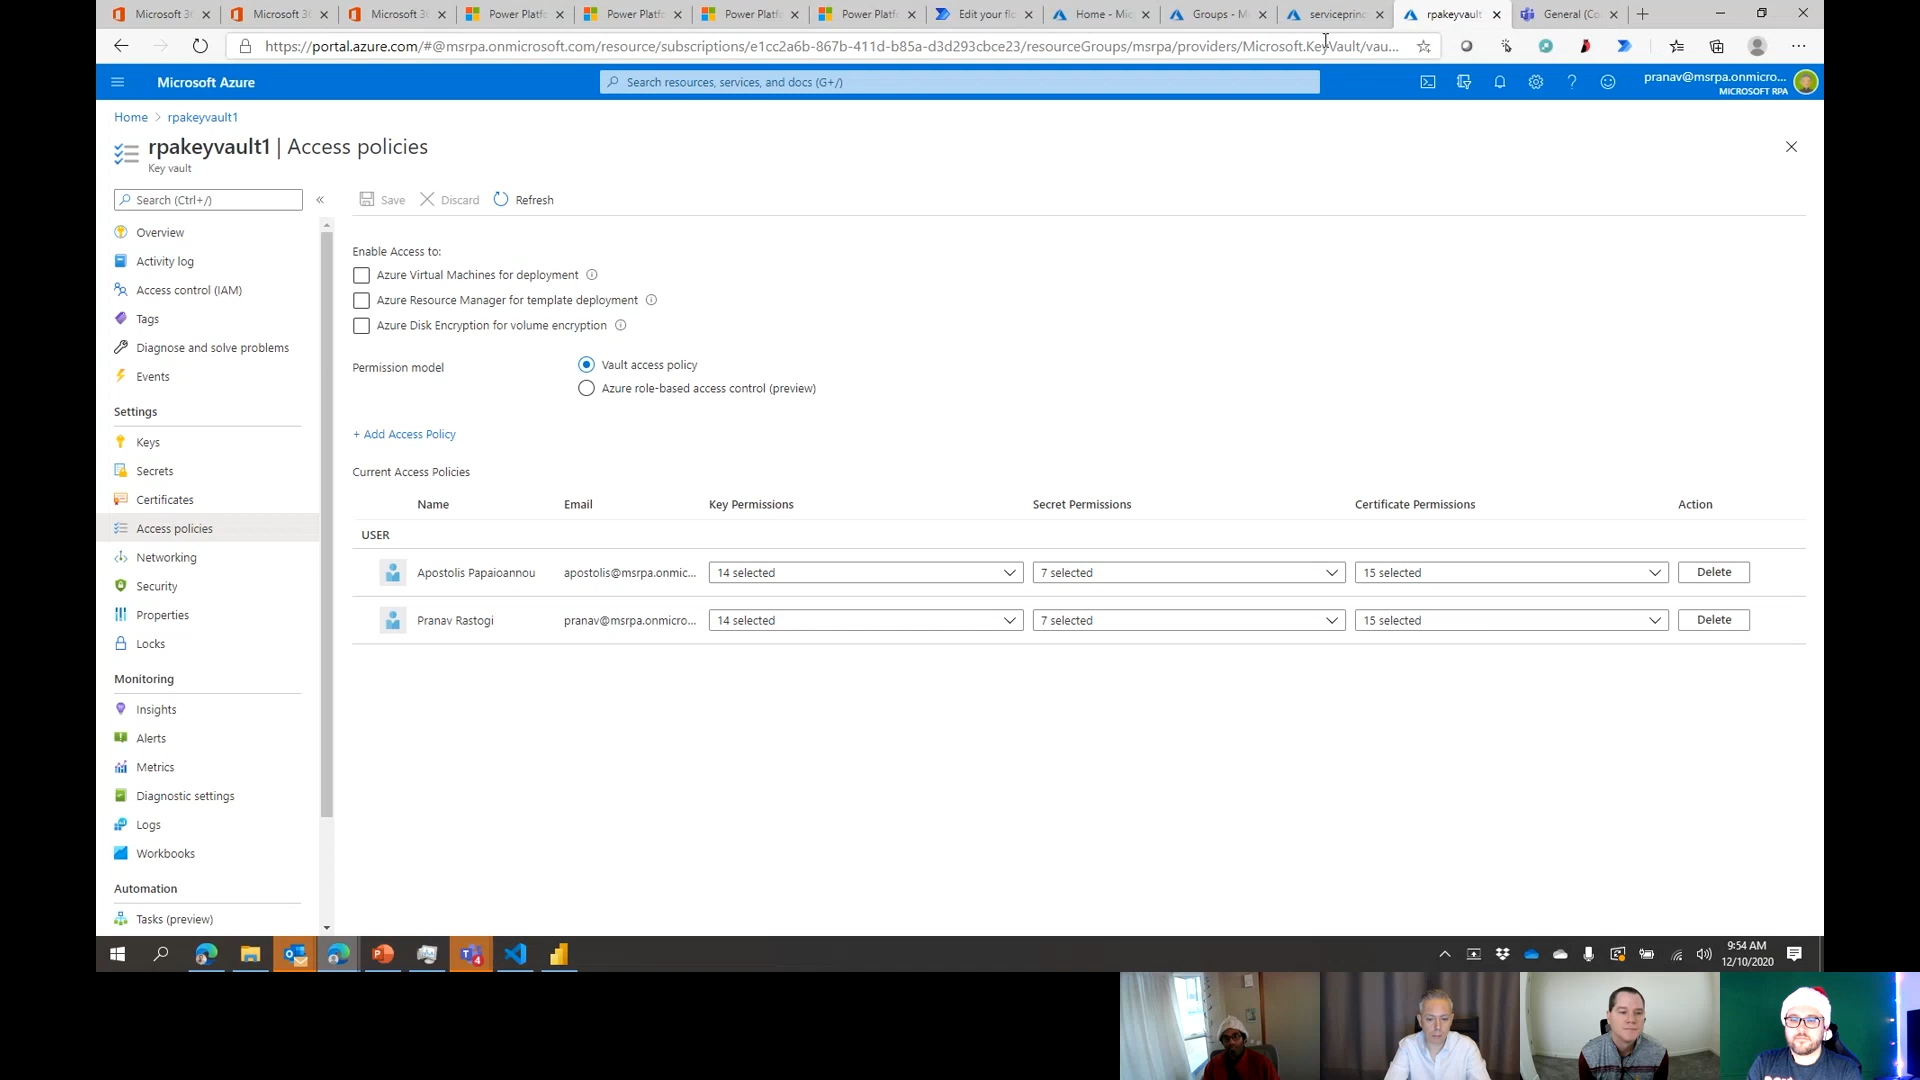 Microsoft 36
Microsoft 36
Microsoft 36
Power Platf
Power Platf
Power Platf
Power Platf
Edit your flo
Home - Mic
Groups - M
serviceprinc
rpakeyvault
General (Co
https://portal.azure.com/#@msrpa.onmicrosoft.com/resource/subscriptions/e1cc2a6b-867b-411d-b85a-d3d293cbce23/resourceGroups/msrpa/providers/Microsoft.KeyVault/vau...
Microsoft Azure
Search resources, services, and docs (G+/)
pranav@msrpa.onmicro...
MICROSOFT RPA
Home > rpakeyvault1
rpakeyvault1 | Access policies
Key vault
Search (Ctrl+/)
«
Save
Discard
Refresh
Overview
Activity log
Access control (IAM)
Tags
Diagnose and solve problems
Events
Settings
Keys
Secrets
Certificates
Access policies
Networking
Security
Properties
Locks
Monitoring
Insights
Alerts
Metrics
Diagnostic settings
Logs
Workbooks
Automation
Tasks (preview)
Enable Access to:
Azure Virtual Machines for deployment
Azure Resource Manager for template deployment
Azure Disk Encryption for volume encryption
Permission model
Vault access policy
Azure role-based access control (preview)
+ Add Access Policy
Current Access Policies
Name Email Key Permissions Secret Permissions Certificate Permissions Action
USER
Apostolis Papaioannou apostolis@msrpa.onmic... 14 selected 7 selected 15 selected Delete
Pranav Rastogi pranav@msrpa.onmicro... 14 selected 7 selected 15 selected Delete
4
9:54 AM
12/10/2020